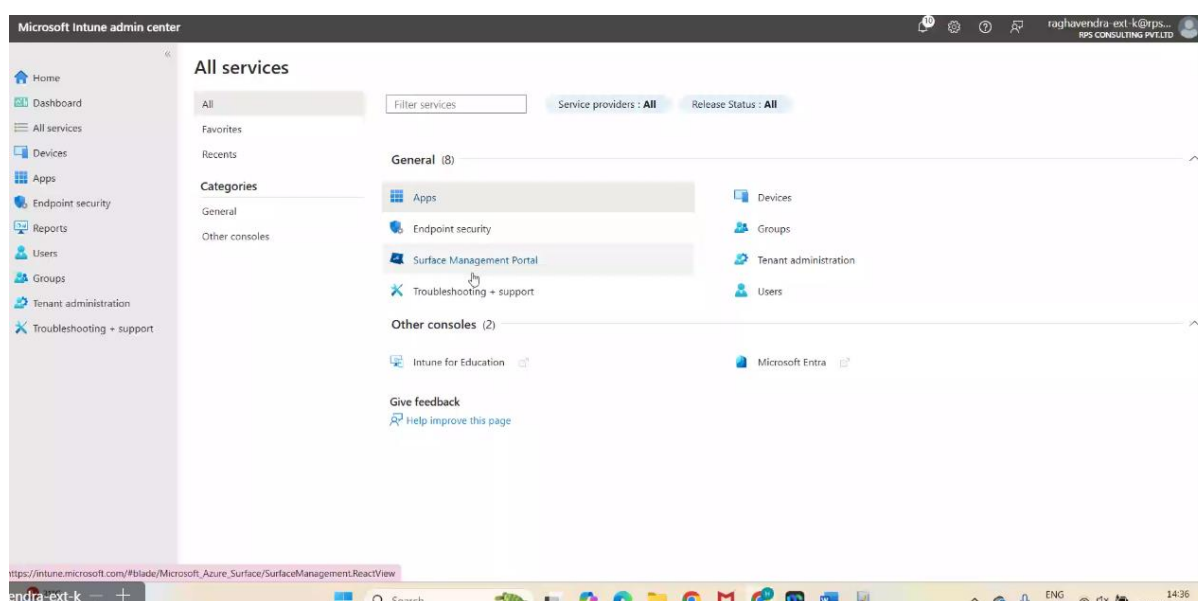 Microsoft Intune admin center
10
raghavendra-ext-k@rps...
RPS CONSULTING PVT.LTD
«
Home
Dashboard
All services
Devices
Apps
Endpoint security
Reports
Users
Groups
Tenant administration
Troubleshooting + support
All services
All
Favorites
Recents
Categories
General
Other consoles
Filter services
Service providers : All
Release Status : All
General (8)
Apps
Devices
Endpoint security
Groups
Surface Management Portal
Tenant administration
Troubleshooting + support
Users
Other consoles (2)
Intune for Education
Microsoft Entra
Give feedback
Help improve this page
https://intune.microsoft.com/#blade/Microsoft_Azure_Surface/SurfaceManagement.ReactView
endra-ext-k
Search
ENG
14:36